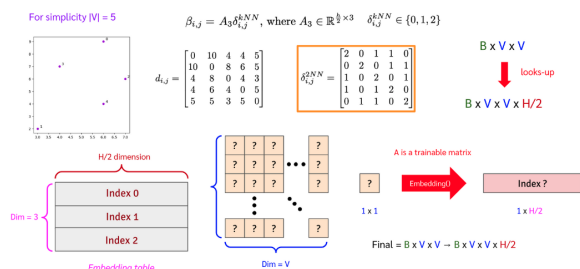 For simplicity |V| = 5
β_{i,j} = A_3 δ^{kNN}_{i,j}, where A_3 ∈ ℝ^{h/2 × 3}    δ^{kNN}_{i,j} ∈ {0, 1, 2}
d_{i,j} =
0 10 4 4 5
10 0 8 6 5
4 8 0 4 3
4 6 4 0 5
5 5 3 5 0
δ^{2NN}_{i,j} =
2 0 1 1 0
0 2 0 1 1
1 0 2 0 1
1 0 1 2 0
0 1 1 0 2
B x V x V
looks-up
B x V x V x H/2
H/2 dimension
Dim = 3
Index 0
Index 1
Index 2
Embedding table
? ? ? ?
? ? ? ?
? ? ? ?
? ? ?
Dim = V
A is a trainable matrix
?
Embedding()
Index ?
1 x 1
1 x H/2
Final = B x V x V → B x V x V x H/2